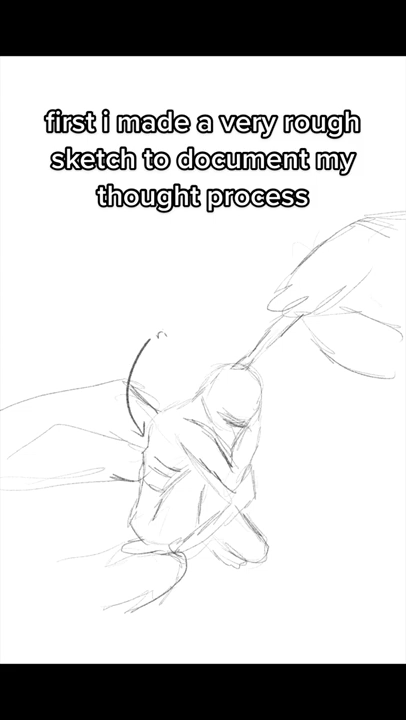 first i made a very rough
sketch to document my
thought process